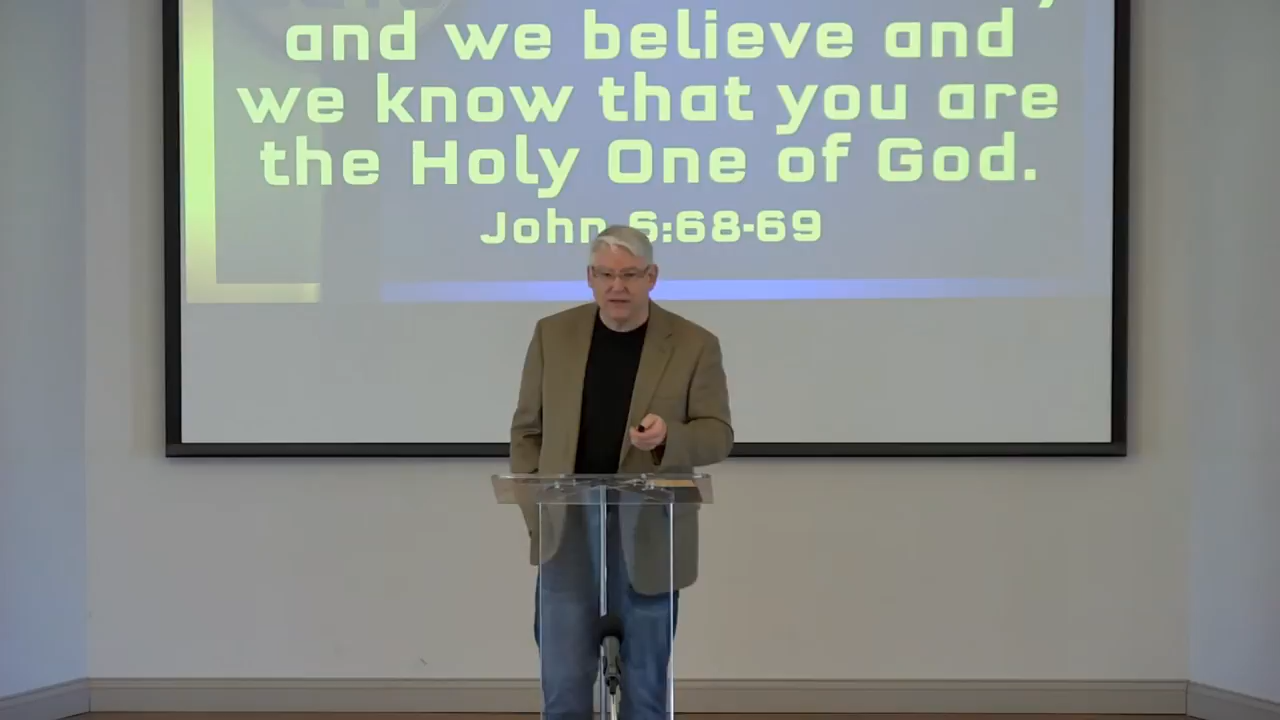 and we believe and
we know that you are
the Holy One of God.
John 6:68-69